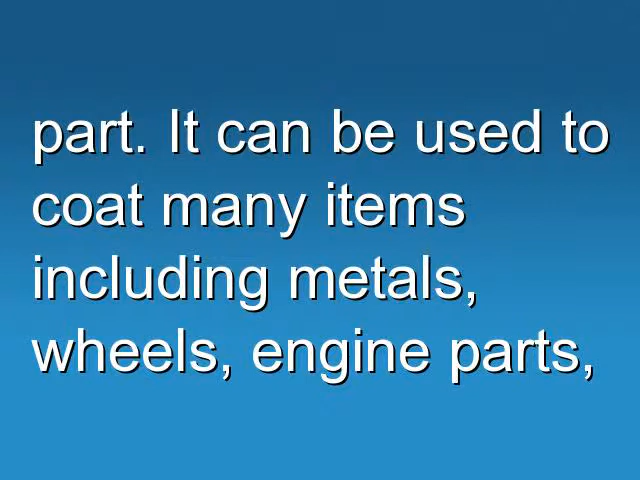 part. It can be used to
coat many items
including metals,
wheels, engine parts,